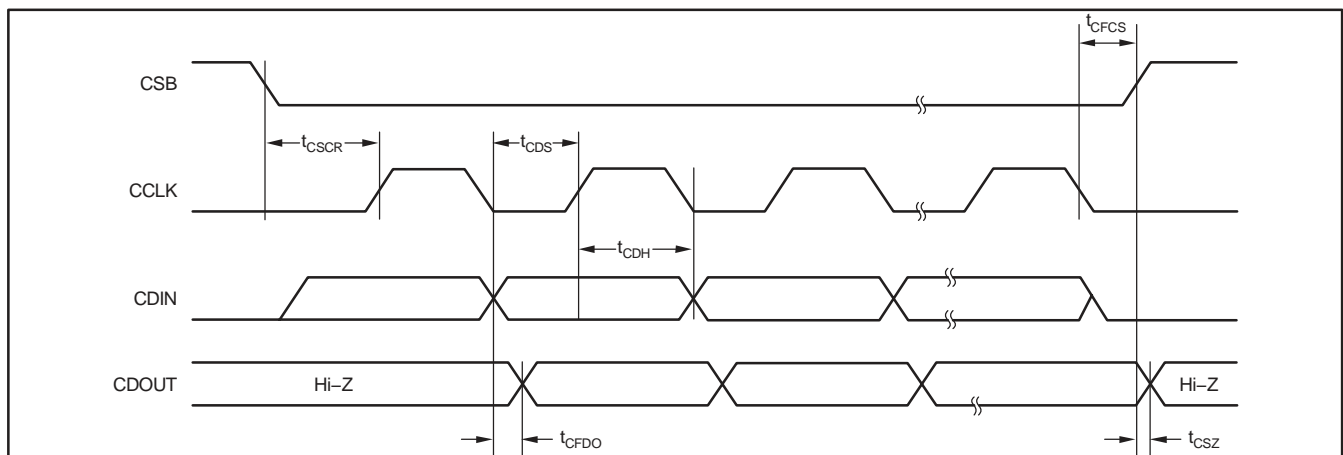 tCFCS
CSB
tCSCR
tCDS
CCLK
tCDH
CDIN
CDOUT
Hi–Z
Hi–Z
tCFDO
tCSZ